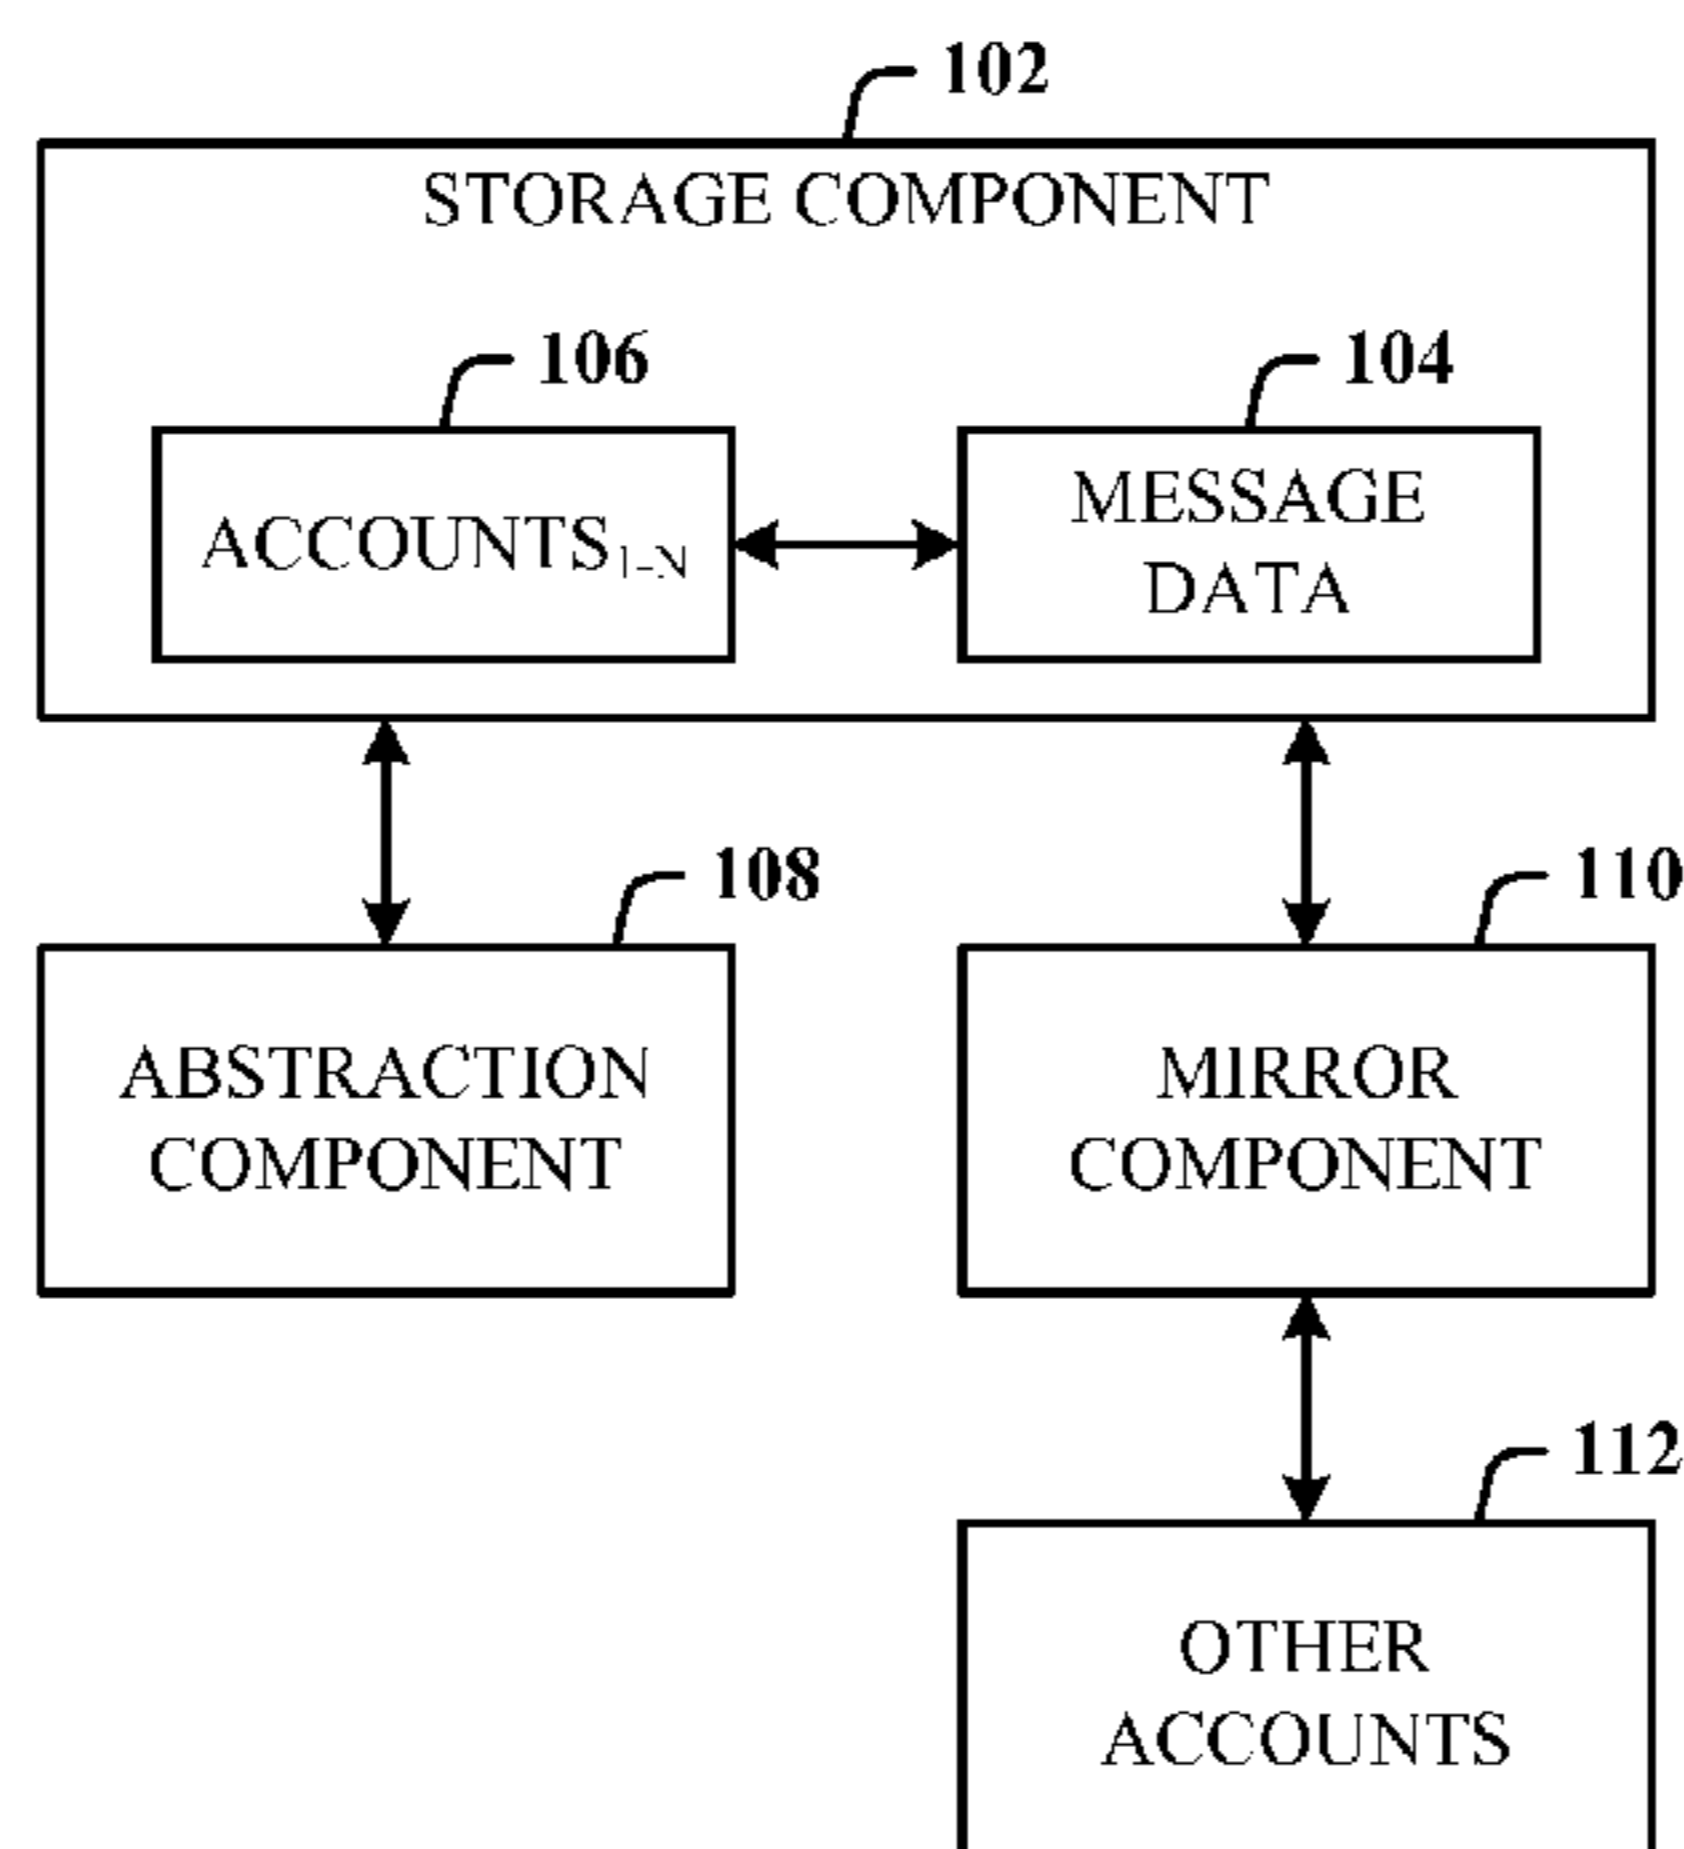 102
STORAGE COMPONENT
106
104
ACCOUNTS1-N
MESSAGE
DATA
108
110
ABSTRACTION
COMPONENT
MIRROR
COMPONENT
112
OTHER
ACCOUNTS